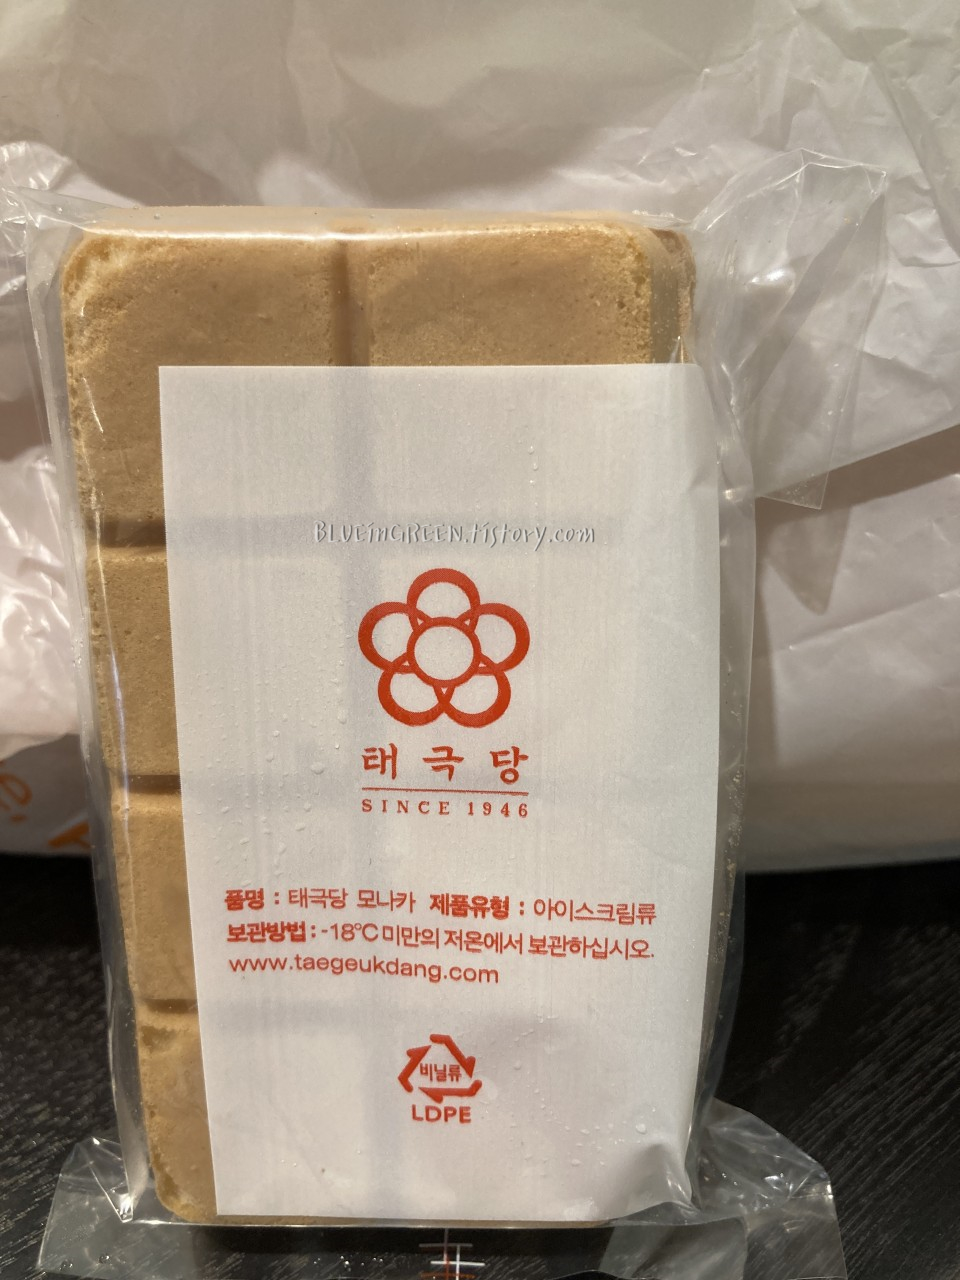 BLUEinGREEN.tistory.com
태극당
SINCE 1946
품명 : 태극당 모나카 제품유형 : 아이스크림류
보관방법 : -18℃미만의 저온에서 보관하십시오.
www.taegeukdang.com
비닐류
LDPE